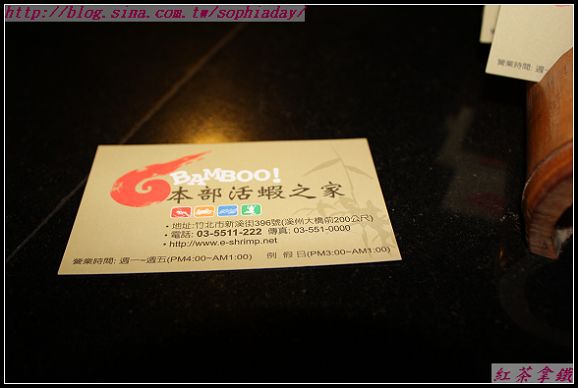 http://blog.sina.com.tw/sophiaday/
營業時間: 週一
BAMBOO!
本部活蝦之家
• 地址:竹北市新溪街396號(溪州大橋前200公尺)
• 電話: 03-5511-222 傳真: 03-551-0000
• http://www.e-shrimp.net
營業時間: 週一~週五(PM4:00~AM1:00) 例 假 日(PM3:00~AM1:00)
紅茶拿鐵